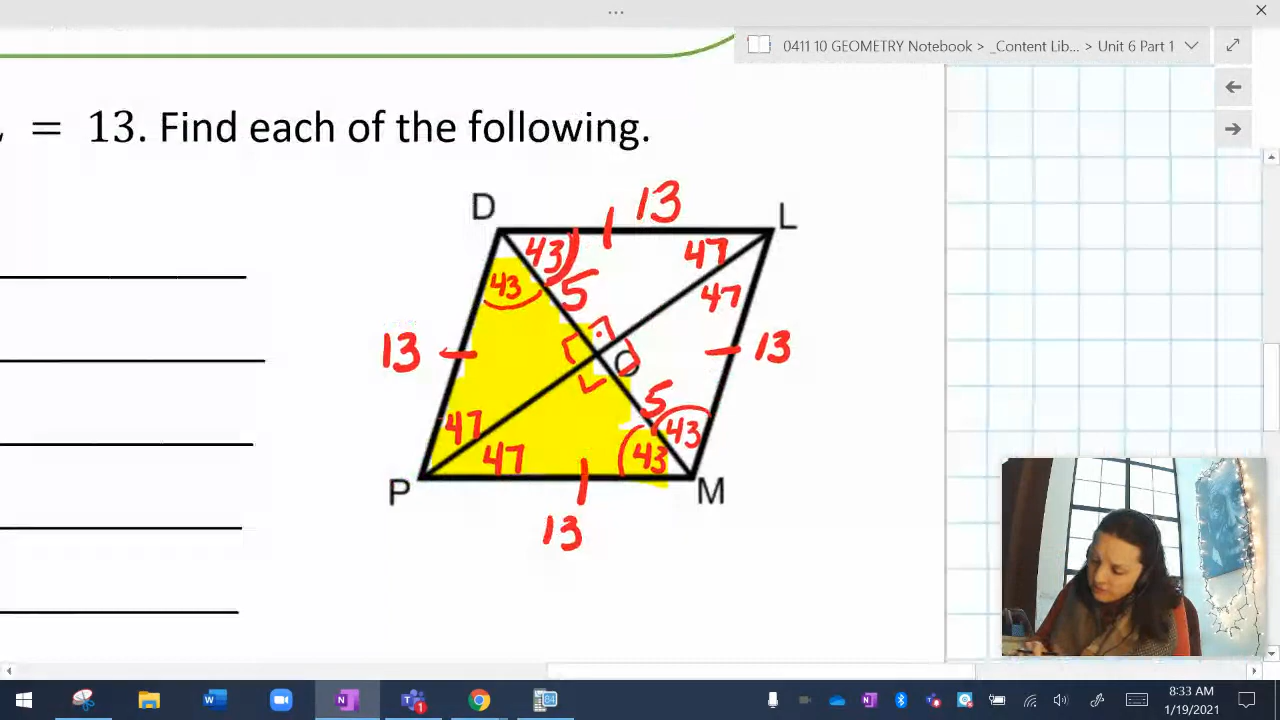 0411 10 GEOMETRY Notebook > _Content Lib... > Unit 6 Part 1
= 13. Find each of the following.
D 13 L
43 47
43 5 47
13 O 13
5
47 43
47 43
P M
13
8:33 AM
1/19/2021